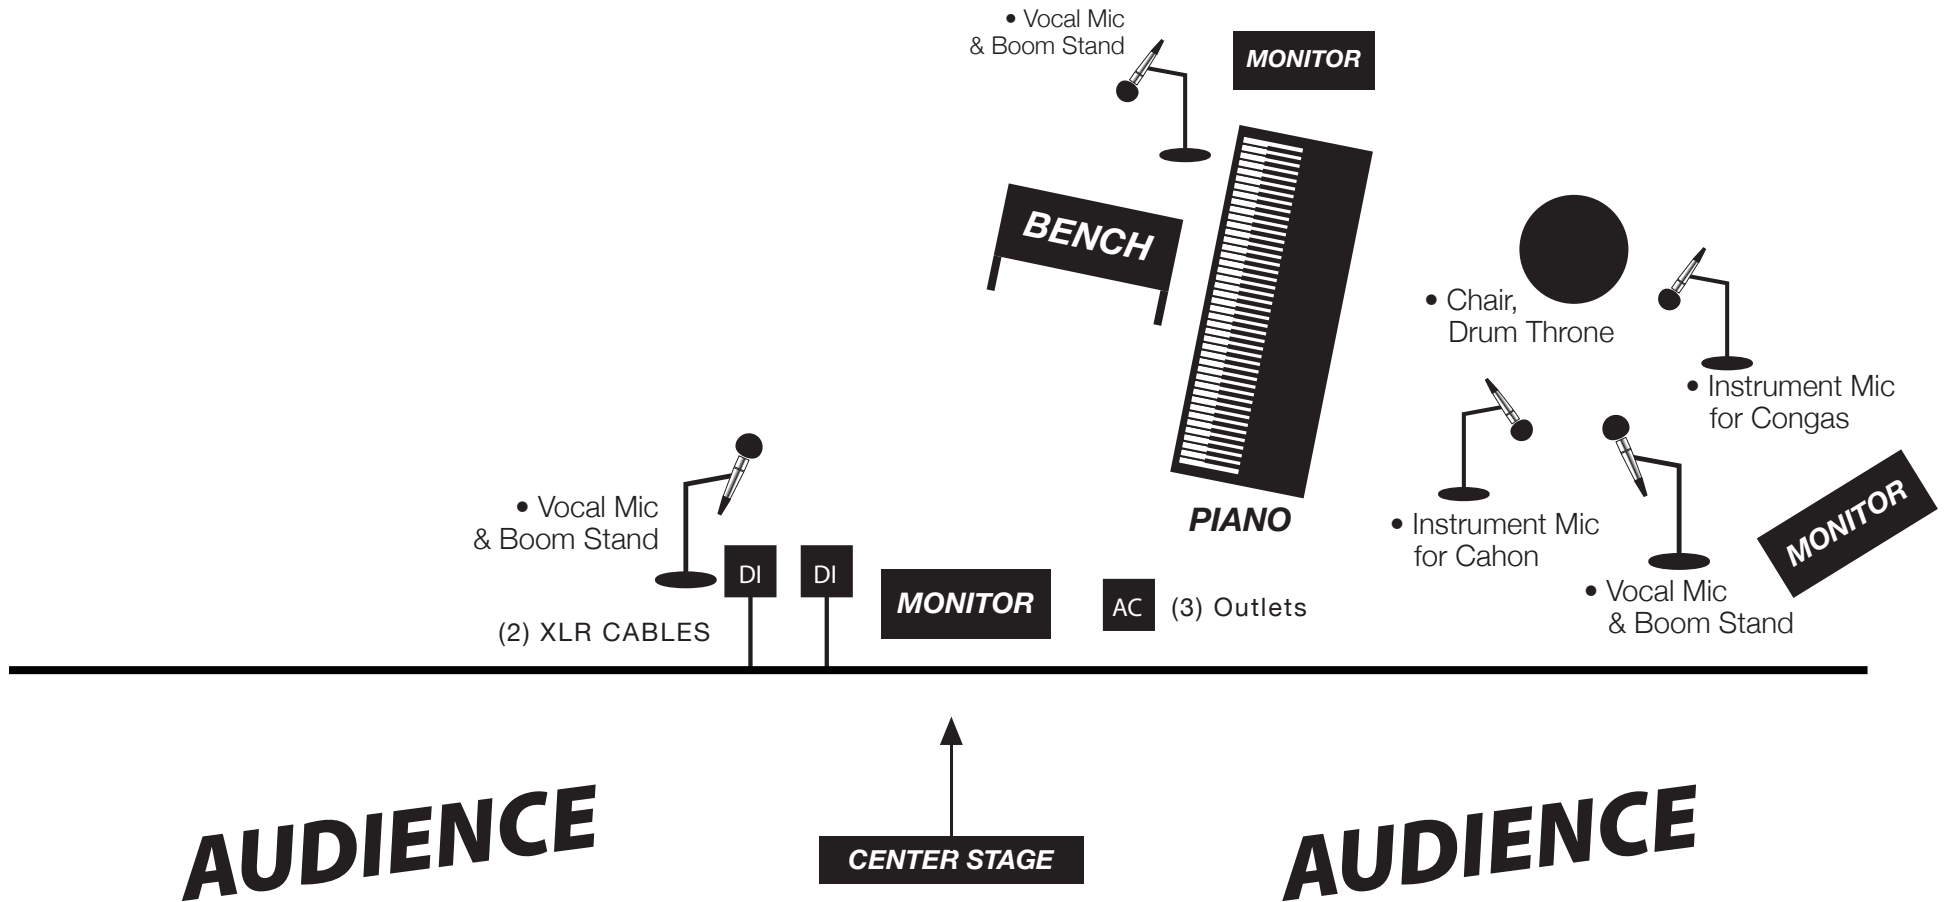 • Vocal Mic
& Boom Stand
MONITOR
BENCH
• Chair,
Drum Throne
• Instrument Mic
for Congas
PIANO
• Vocal Mic
& Boom Stand
• Instrument Mic
for Cahon
MONITOR
DI
DI
MONITOR
AC
(3) Outlets
• Vocal Mic
& Boom Stand
(2) XLR CABLES
AUDIENCE
CENTER STAGE
AUDIENCE